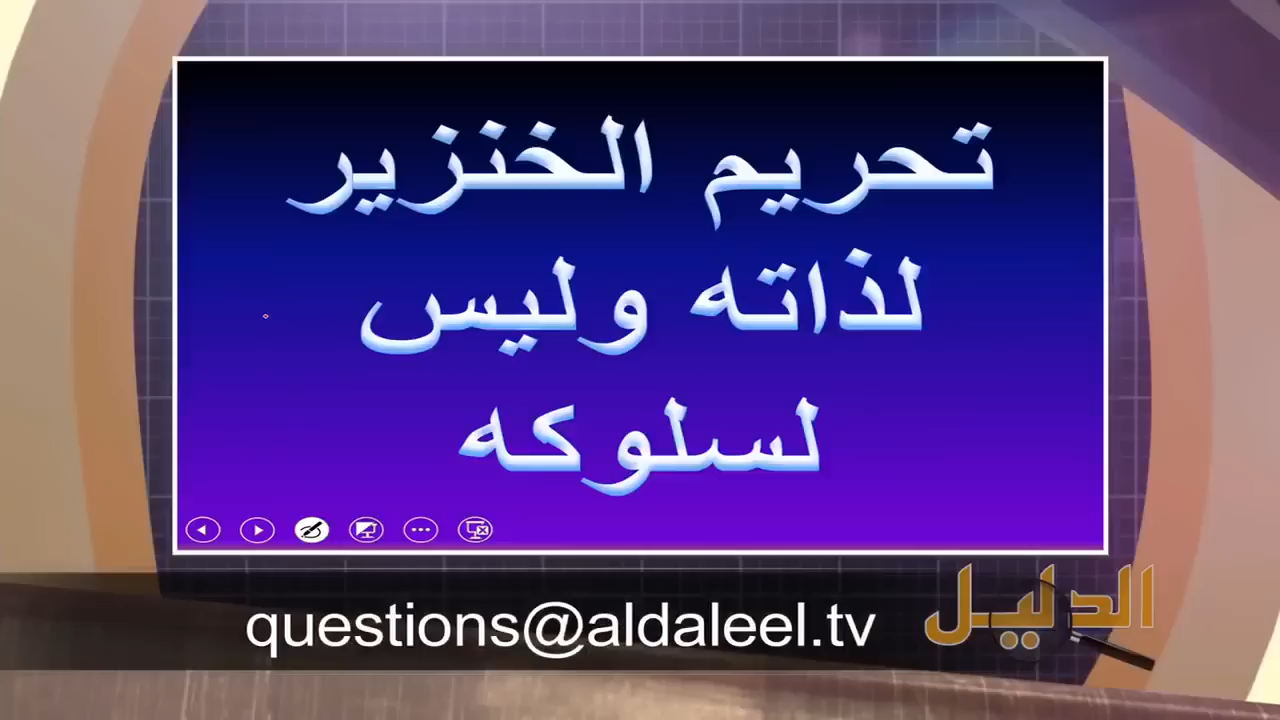 تحريم الخنزير
لذاته وليس
لسلوكه
questions@aldaleel.tv
الدليل